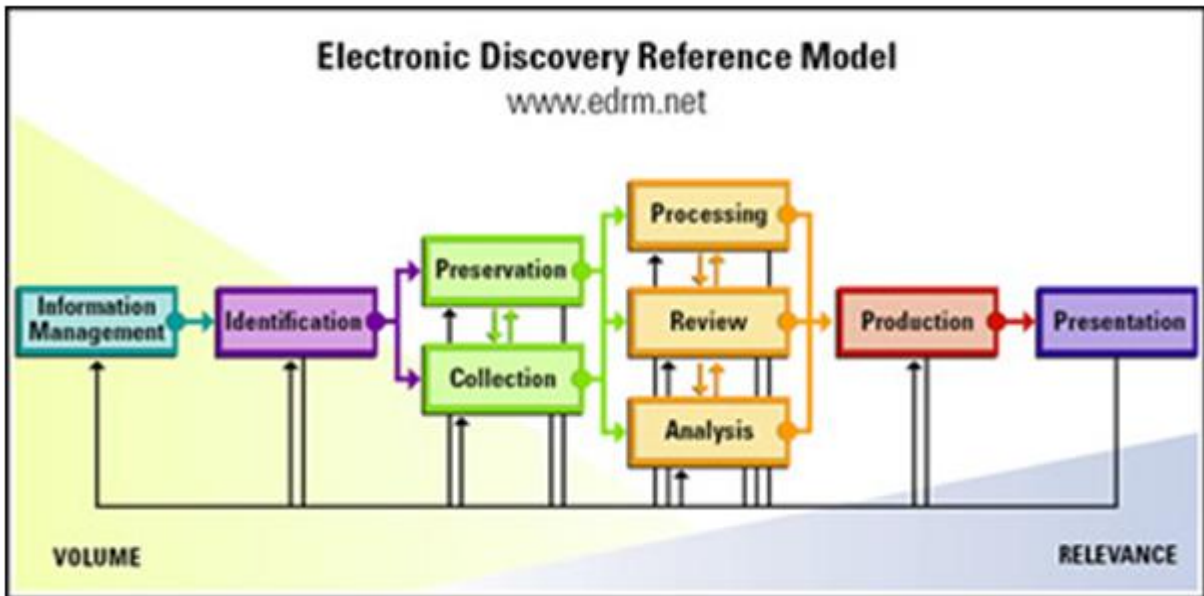 Electronic Discovery Reference Model
www.edrm.net
Information
Management
Identification
Preservation
Collection
Processing
Review
Analysis
Production
Presentation
VOLUME
RELEVANCE